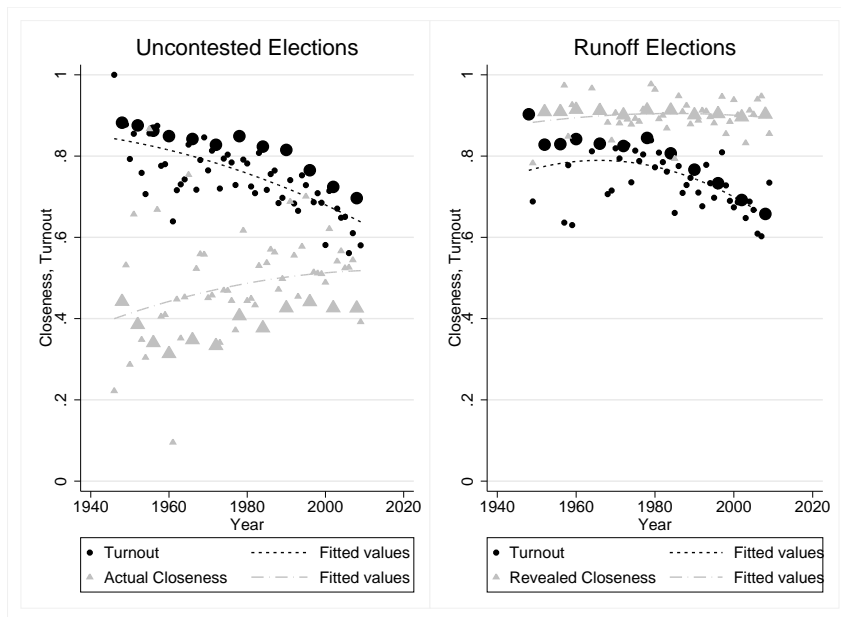 Uncontested Elections
Closeness, Turnout
1
.8
.6
.4
.2
0
1940 1960 1980 2000 2020
Year
Turnout Fitted values
Actual Closeness Fitted values
Runoff Elections
Closeness, Turnout
1
.8
.6
.4
.2
0
1940 1960 1980 2000 2020
Year
Turnout Fitted values
Revealed Closeness Fitted values